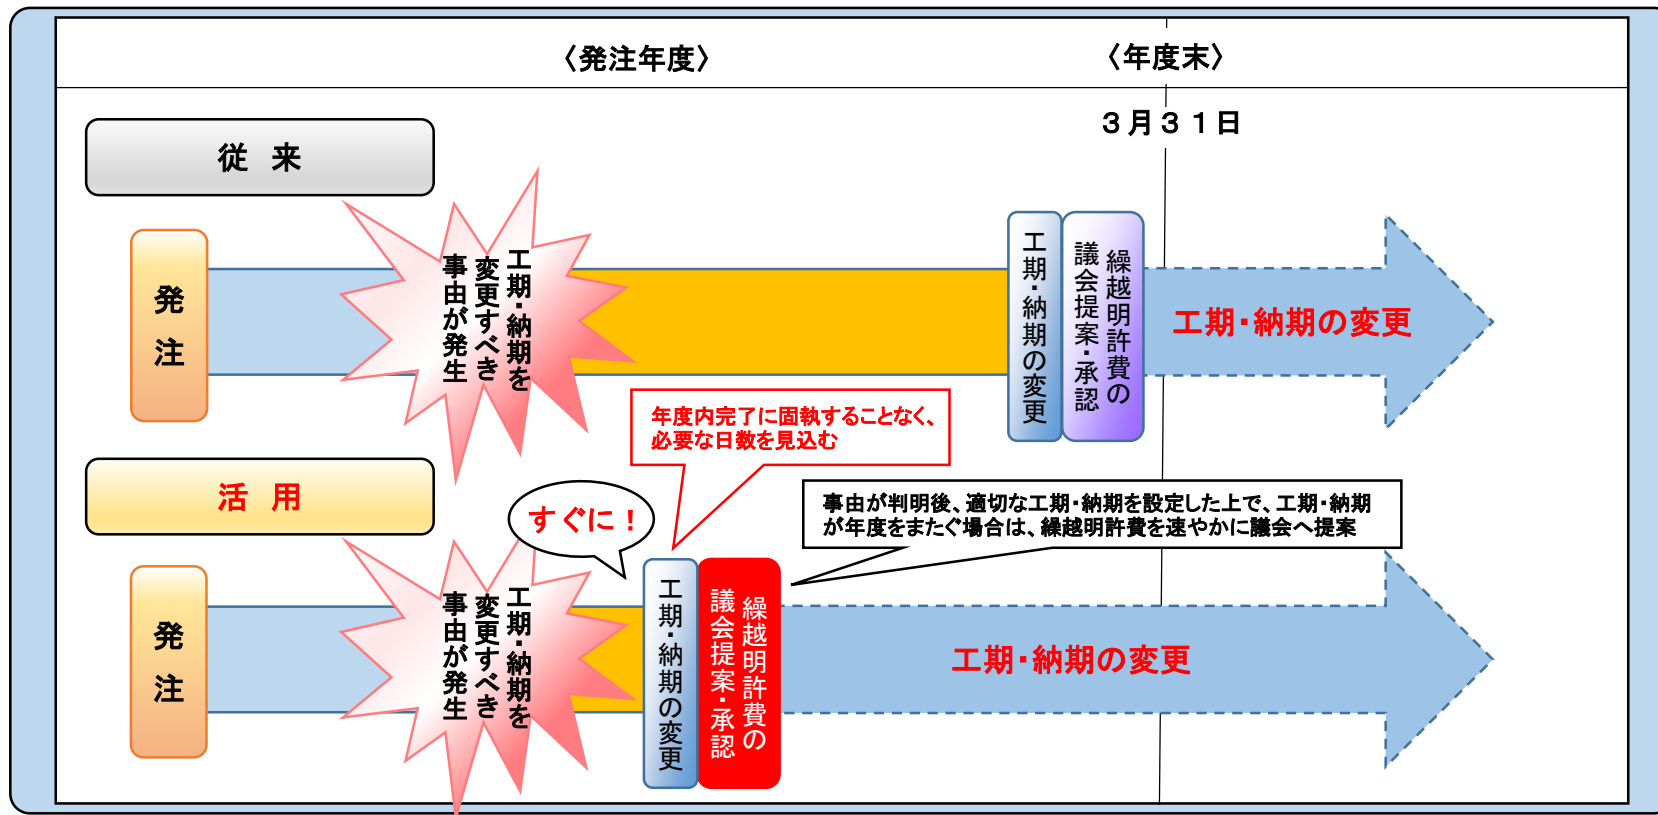 〈発注年度〉
〈年度末〉
３月３１日
従 来
発
注
工期・納期を
変更すべき
事由が発生
工期・納期の変更
繰越明許費の
議会提案・承認
工期・納期の変更
年度内完了に固執することなく、
必要な日数を見込む
活 用
すぐに！
事由が判明後、適切な工期・納期を設定した上で、工期・納期
が年度をまたぐ場合は、繰越明許費を速やかに議会へ提案
発
注
工期・納期を
変更すべき
事由が発生
工期・納期の変更
繰越明許費の
議会提案・承認
工期・納期の変更